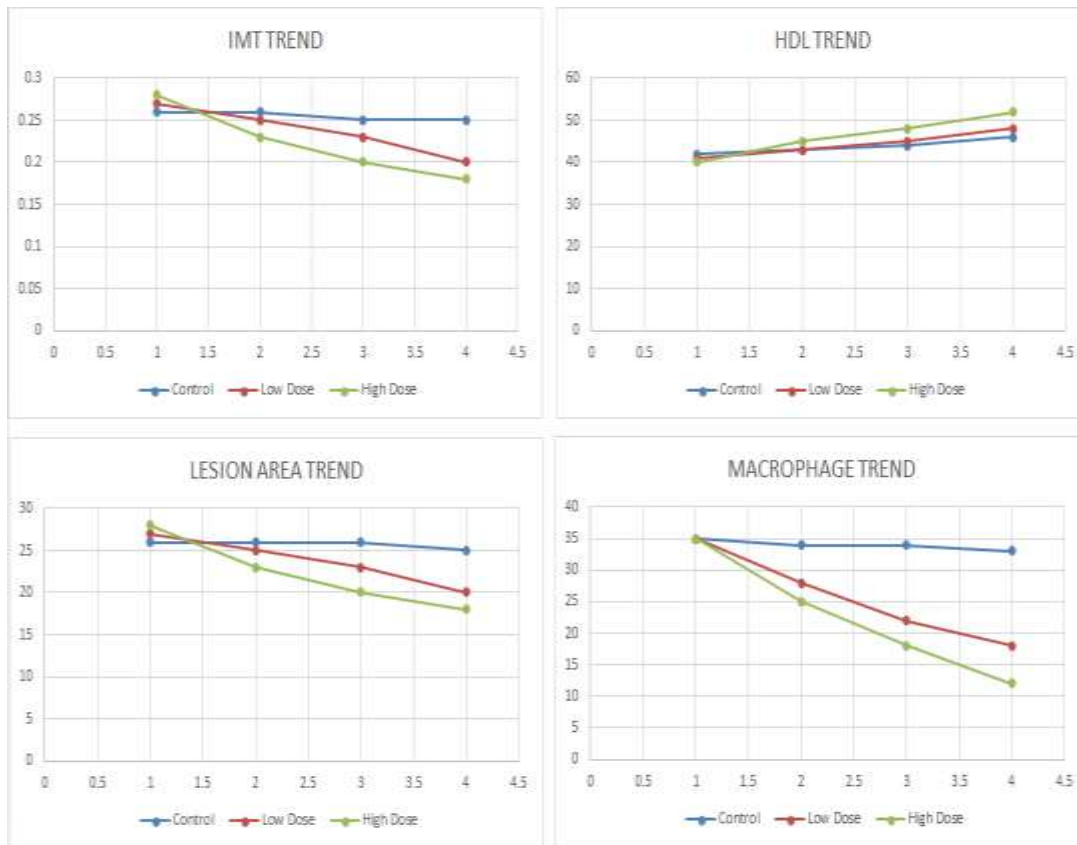 IMT TREND
0.3
0.25
0.2
0.15
0.1
0.05
0
0 0.5 1 1.5 2 2.5 3 3.5 4 4.5
Control Low Dose High Dose
HDL TREND
60
50
40
30
20
10
0
0 0.5 1 1.5 2 2.5 3 3.5 4 4.5
Control Low Dose High Dose
LESION AREA TREND
30
25
20
15
10
5
0
0 0.5 1 1.5 2 2.5 3 3.5 4 4.5
Control Low Dose High Dose
MACROPHAGE TREND
40
35
30
25
20
15
10
5
0
0 0.5 1 1.5 2 2.5 3 3.5 4 4.5
Control Low Dose High Dose